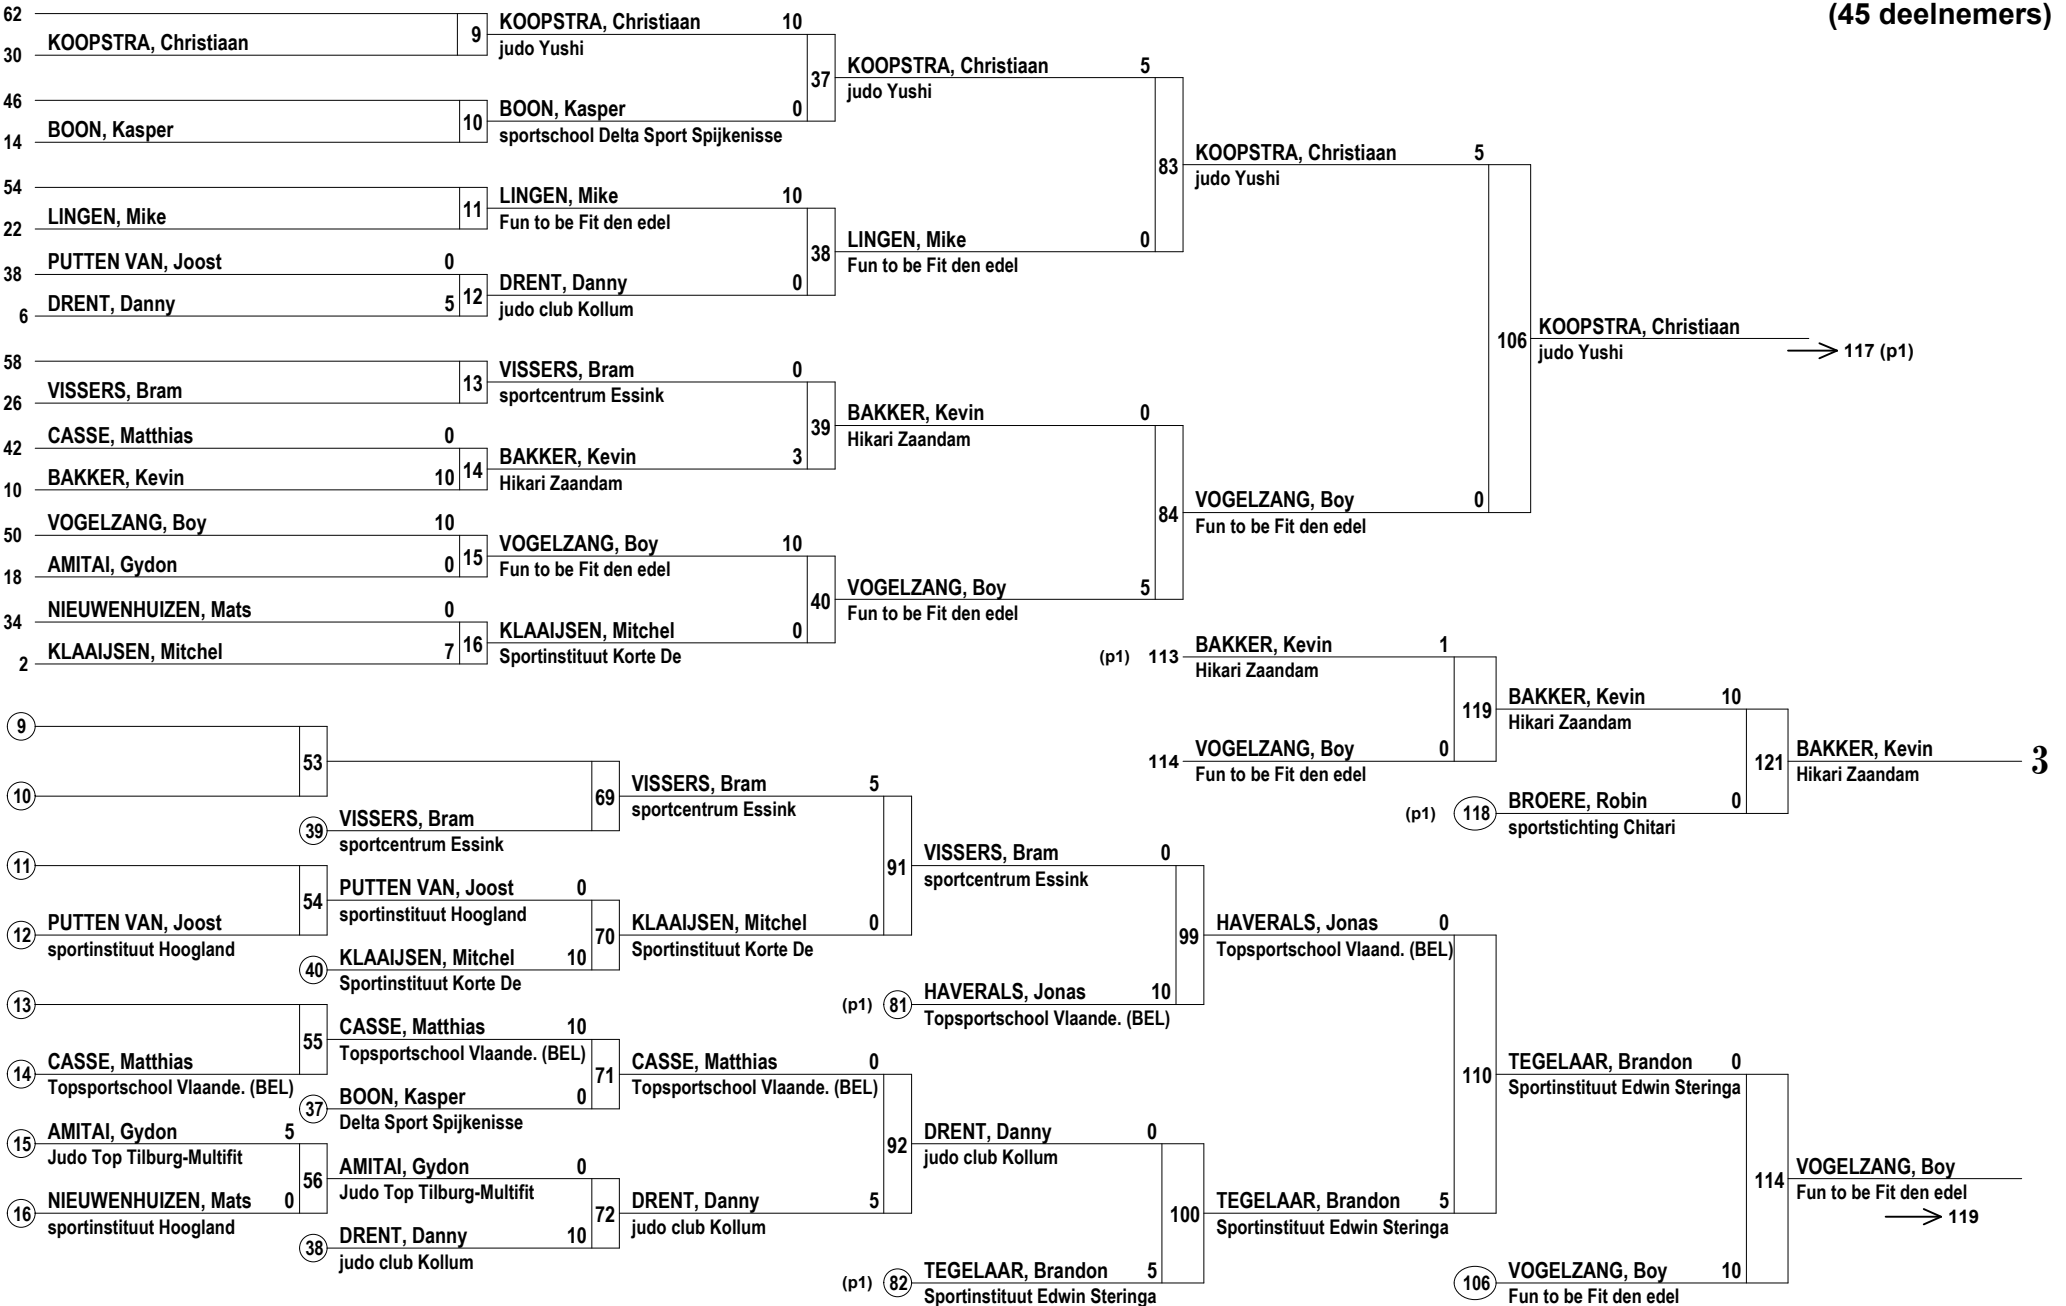 (45 deelnemers)
62
KOOPSTRA, Christiaan
30
9
KOOPSTRA, Christiaan 10
judo Yushi
46
BOON, Kasper
14
10
BOON, Kasper 0
sportschool Delta Sport Spijkenisse
37
KOOPSTRA, Christiaan 5
judo Yushi
54
LINGEN, Mike
22
11
LINGEN, Mike 10
Fun to be Fit den edel
PUTTEN VAN, Joost 0
38
DRENT, Danny 5
6
12
DRENT, Danny 0
judo club Kollum
38
LINGEN, Mike 0
Fun to be Fit den edel
83
KOOPSTRA, Christiaan 5
judo Yushi
58
VISSERS, Bram
26
13
VISSERS, Bram 0
sportcentrum Essink
CASSE, Matthias 0
42
BAKKER, Kevin 10
10
14
BAKKER, Kevin 3
Hikari Zaandam
39
BAKKER, Kevin 0
Hikari Zaandam
VOGELZANG, Boy 10
50
AMITAI, Gydon 0
18
15
VOGELZANG, Boy 10
Fun to be Fit den edel
NIEUWENHUIZEN, Mats 0
34
KLAAIJSEN, Mitchel 7
2
16
KLAAIJSEN, Mitchel 0
Sportinstituut Korte De
40
VOGELZANG, Boy 5
Fun to be Fit den edel
84
VOGELZANG, Boy 0
Fun to be Fit den edel
106
KOOPSTRA, Christiaan
judo Yushi
117 (p1)
(p1) 113
BAKKER, Kevin 1
Hikari Zaandam
114
VOGELZANG, Boy 0
Fun to be Fit den edel
119
BAKKER, Kevin 10
Hikari Zaandam
(p1) 118
BROERE, Robin 0
sportstichting Chitari
121
BAKKER, Kevin
Hikari Zaandam
3
9
10
53
39
VISSERS, Bram
sportcentrum Essink
69
VISSERS, Bram 5
sportcentrum Essink
11
12
PUTTEN VAN, Joost
sportinstituut Hoogland
54
PUTTEN VAN, Joost 0
sportinstituut Hoogland
40
KLAAIJSEN, Mitchel 10
Sportinstituut Korte De
70
KLAAIJSEN, Mitchel 0
Sportinstituut Korte De
91
VISSERS, Bram 0
sportcentrum Essink
(p1) 81
HAVERALS, Jonas 10
Topsportschool Vlaande. (BEL)
99
HAVERALS, Jonas 0
Topsportschool Vlaand. (BEL)
13
14
CASSE, Matthias
Topsportschool Vlaande. (BEL)
55
CASSE, Matthias 10
Topsportschool Vlaande. (BEL)
37
BOON, Kasper 0
Delta Sport Spijkenisse
71
CASSE, Matthias 0
Topsportschool Vlaande. (BEL)
15
AMITAI, Gydon 5
Judo Top Tilburg-Multifit
16
NIEUWENHUIZEN, Mats 0
sportinstituut Hoogland
56
AMITAI, Gydon 0
Judo Top Tilburg-Multifit
38
DRENT, Danny 10
judo club Kollum
72
DRENT, Danny 5
judo club Kollum
92
DRENT, Danny 0
judo club Kollum
(p1) 82
TEGELAAR, Brandon 5
Sportinstituut Edwin Steringa
100
TEGELAAR, Brandon 5
Sportinstituut Edwin Steringa
110
TEGELAAR, Brandon 0
Sportinstituut Edwin Steringa
106
VOGELZANG, Boy 10
Fun to be Fit den edel
114
VOGELZANG, Boy
Fun to be Fit den edel
119